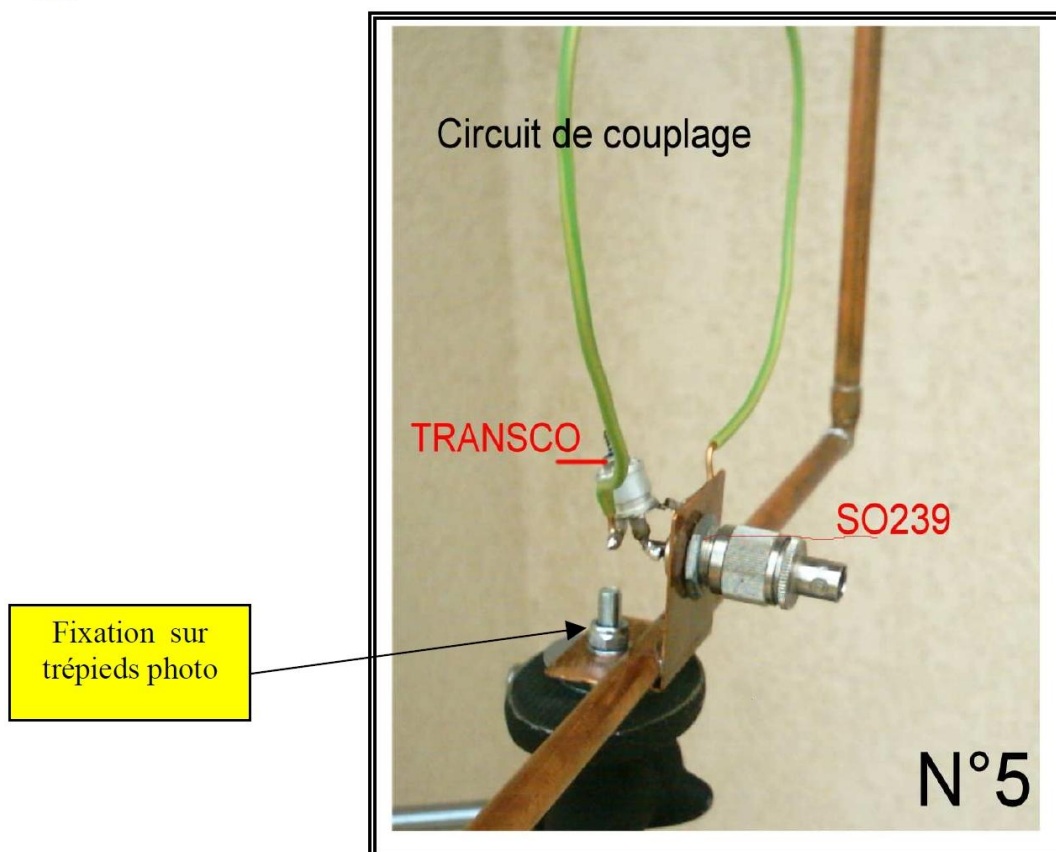 Circuit de couplage
TRANSCO
SO239
Fixation sur
trépieds photo
N°5